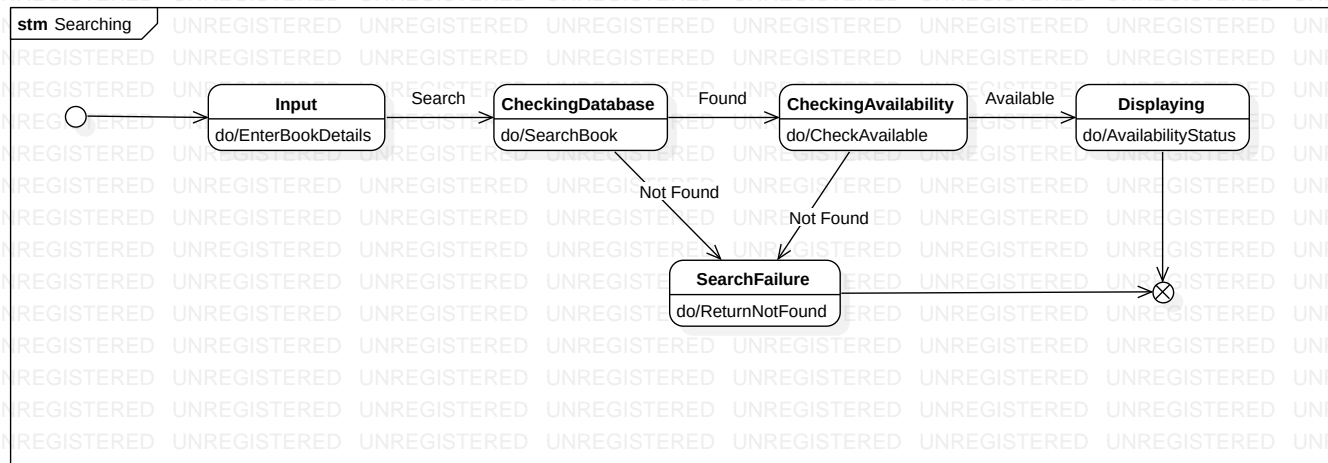 stm Searching
Input
do/EnterBookDetails
Search
CheckingDatabase
do/SearchBook
Found
CheckingAvailability
do/CheckAvailable
Available
Displaying
do/AvailabilityStatus
Not Found
Not Found
SearchFailure
do/ReturnNotFound
UNREGISTERED